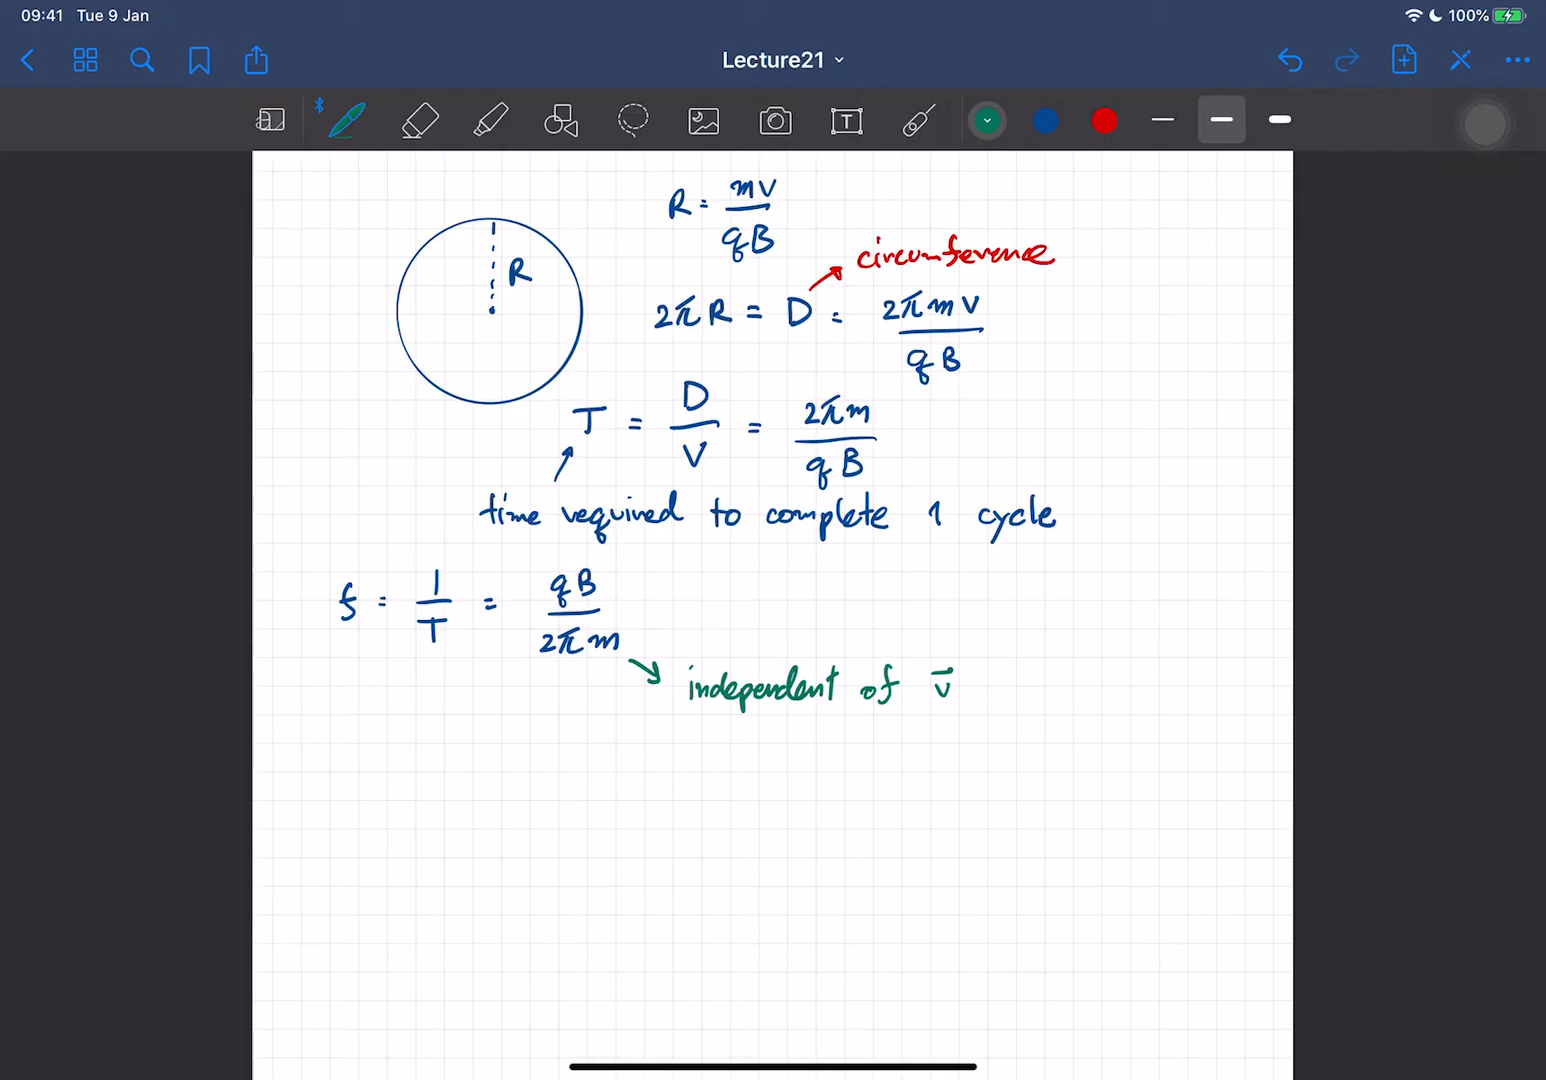 09:41 Tue 9 Jan 100%
Lecture21
T
R = mv/qB
R
circumference
2πR = D = 2πmv/qB
T = D/v = 2πm/qB
time required to complete 1 cycle
f = 1/T = qB/2πm
independent of v⃗